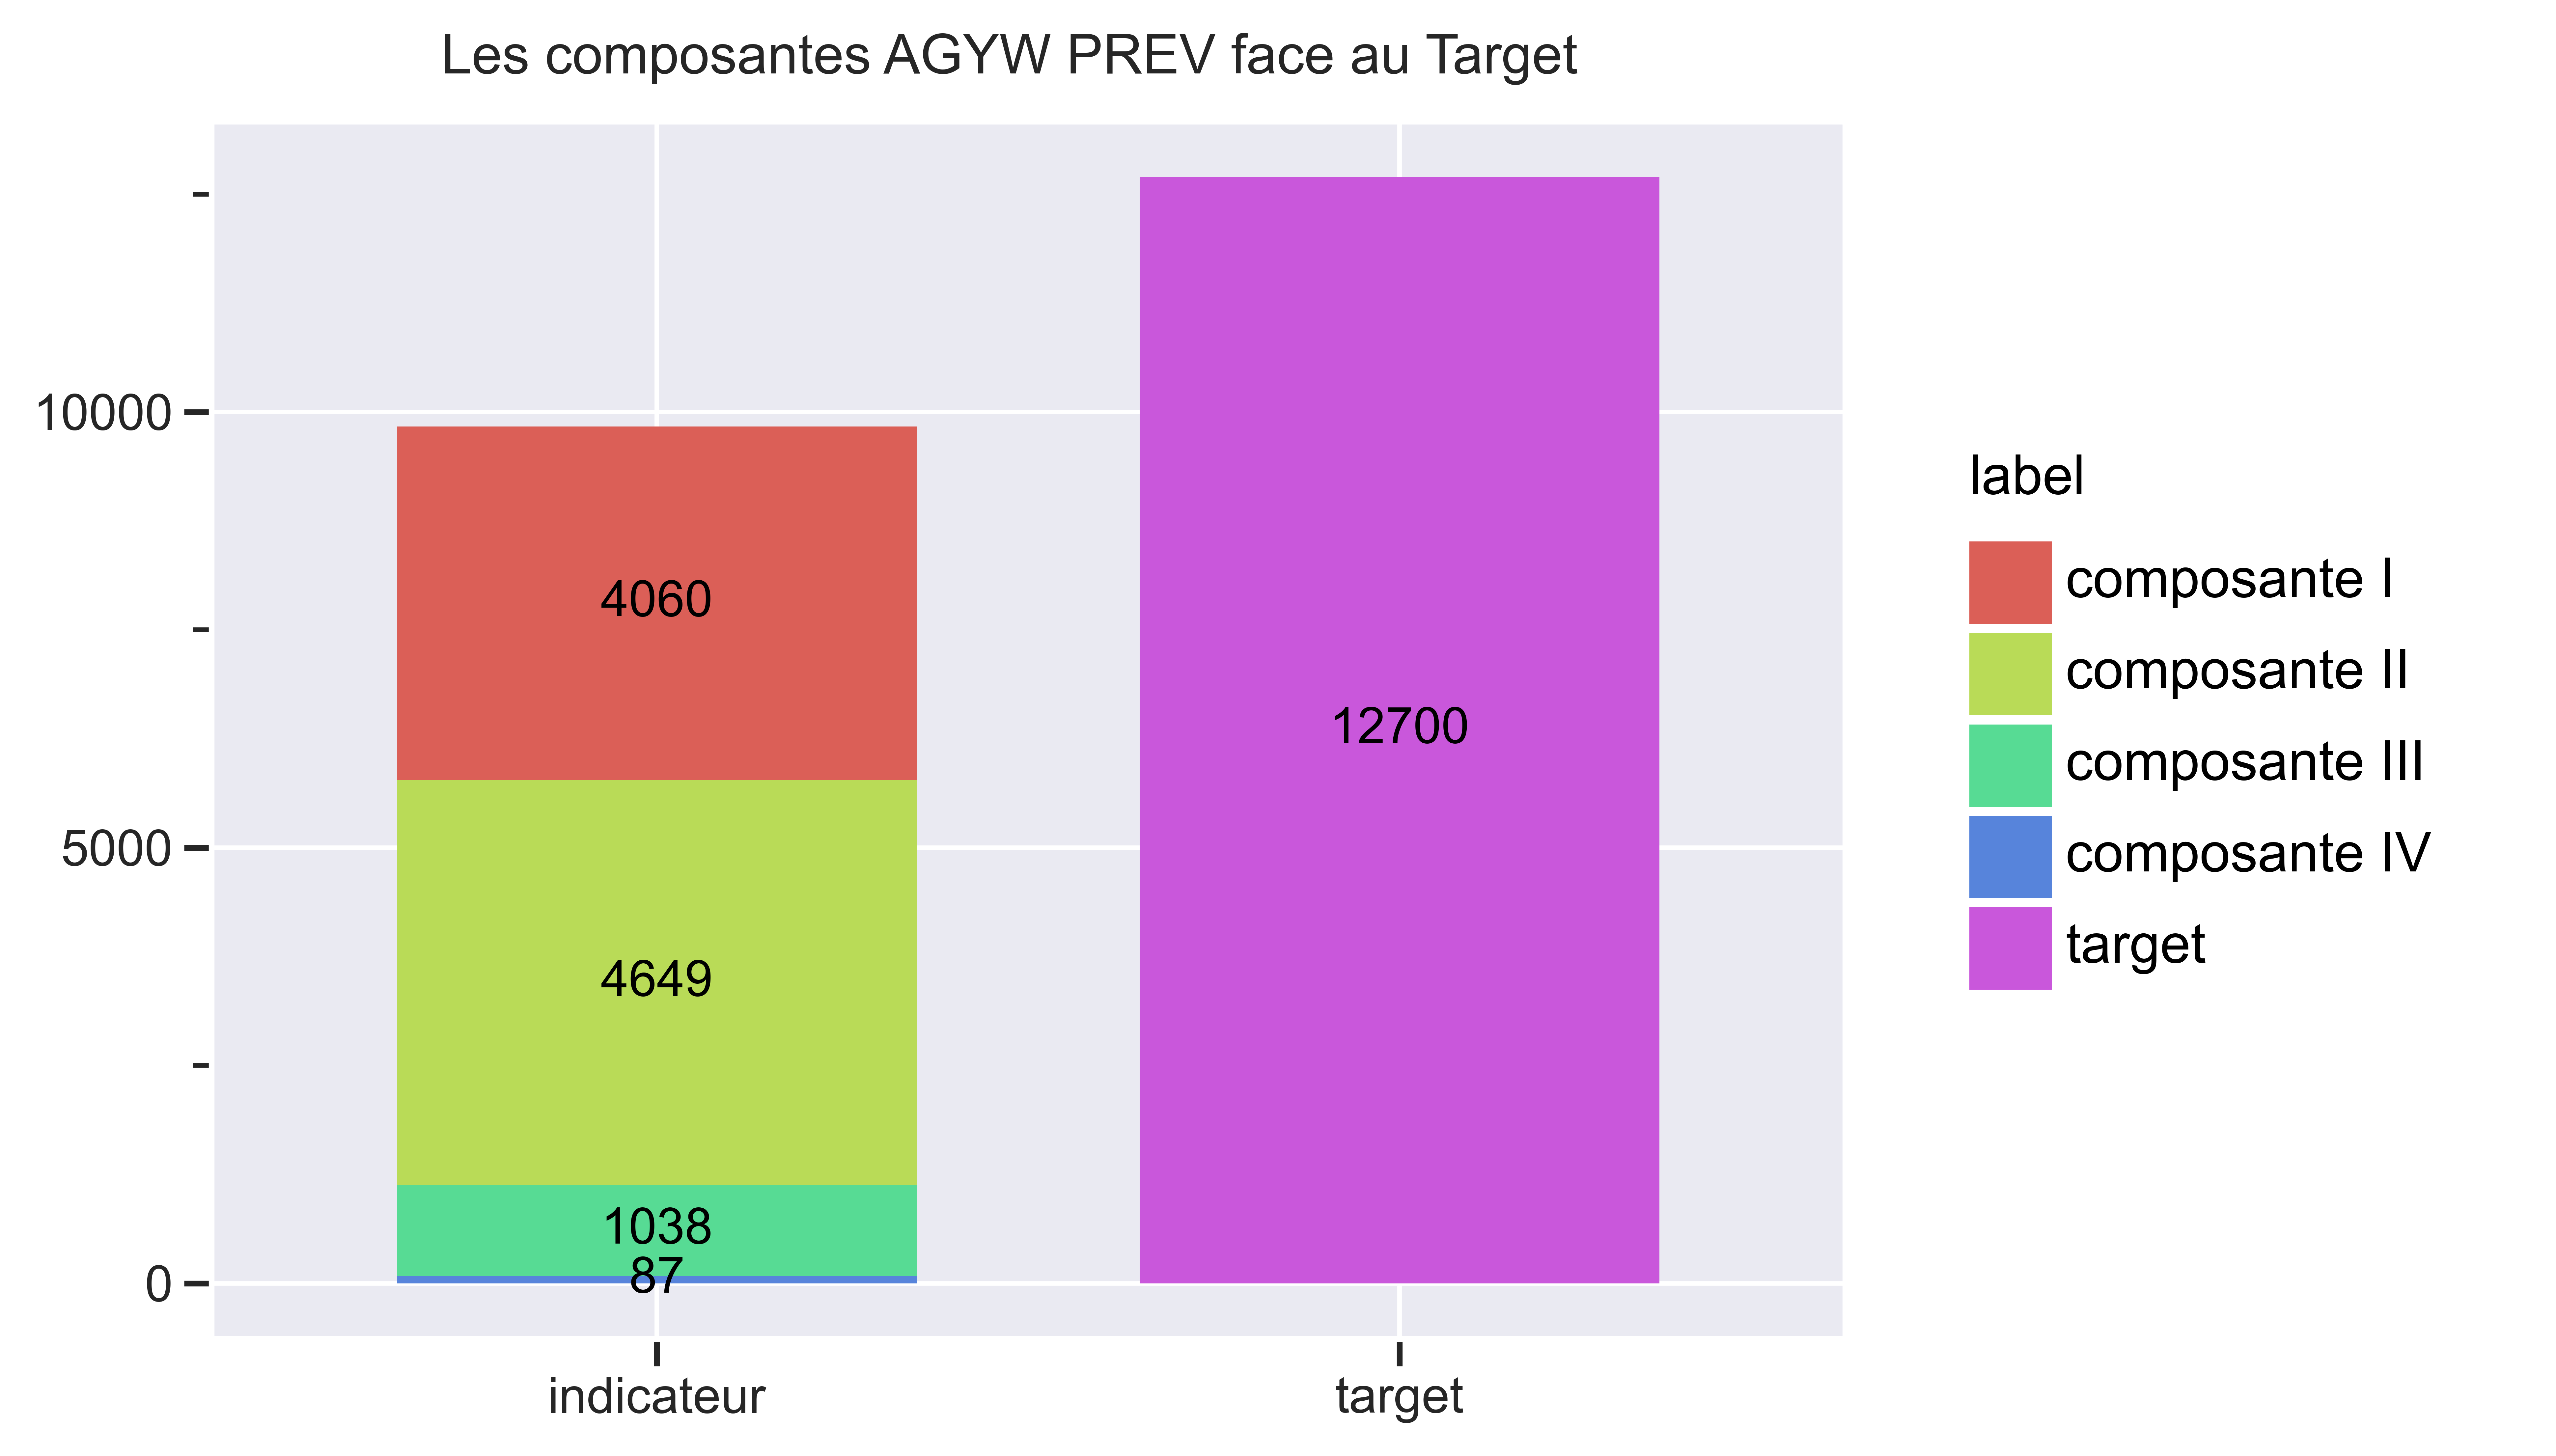 Les composantes AGYW PREV face au Target
10000
5000
0
4060
4649
1038
87
12700
indicateur
target
label
composante I
composante II
composante III
composante IV
target